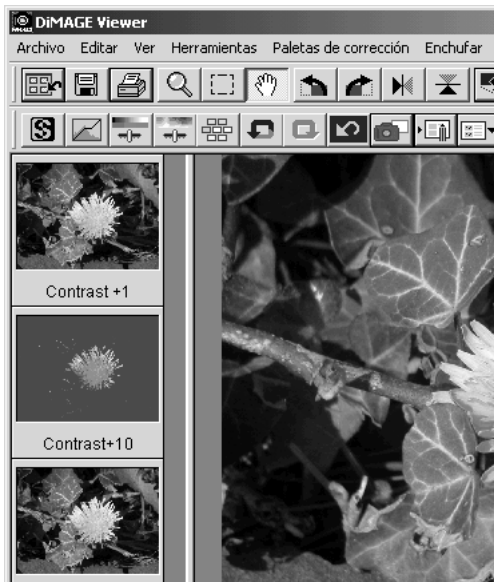 DiMAGE Viewer
Archivo Editar Ver Herramientas Paletas de corrección Enchufar
Contrast +1
Contrast+10